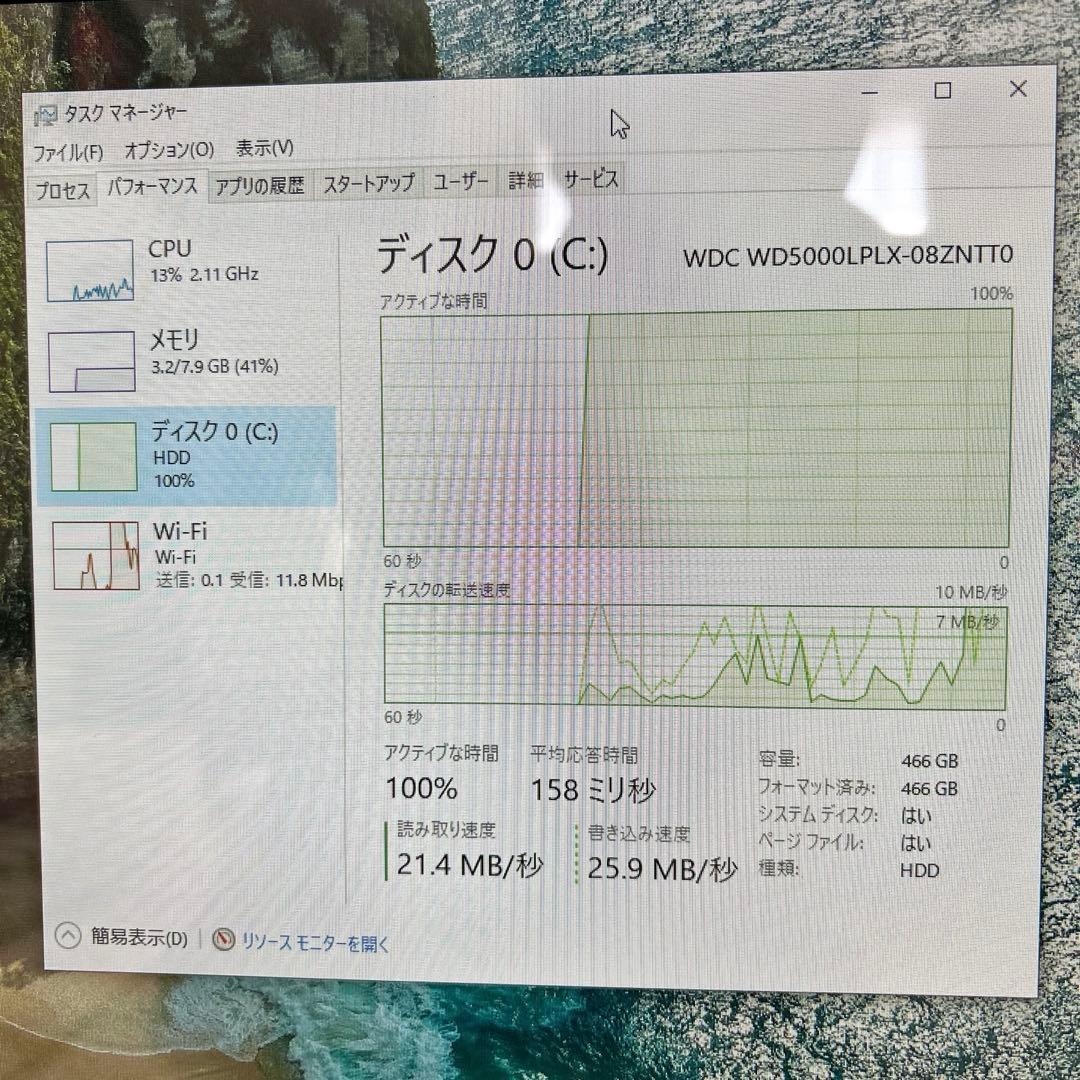 タスク マネージャー
ファイル(F) オプション(O) 表示(V)
プロセス パフォーマンス アプリの履歴 スタートアップ ユーザー 詳細 サービス
CPU
13% 2.11 GHz
メモリ
3.2/7.9 GB (41%)
ディスク 0 (C:)
HDD
100%
Wi-Fi
Wi-Fi
送信: 0.1 受信: 11.8 Mbp
ディスク 0 (C:) WDC WD5000LPLX-08ZNTT0
アクティブな時間 100%
60 秒 0
ディスクの転送速度 10 MB/秒
7 MB/秒
60 秒 0
アクティブな時間 平均応答時間
100% 158 ミリ秒
読み取り速度 書き込み速度
21.4 MB/秒 25.9 MB/秒
容量: 466 GB
フォーマット済み: 466 GB
システム ディスク: はい
ページ ファイル: はい
種類: HDD
簡易表示(D) リソース モニターを開く